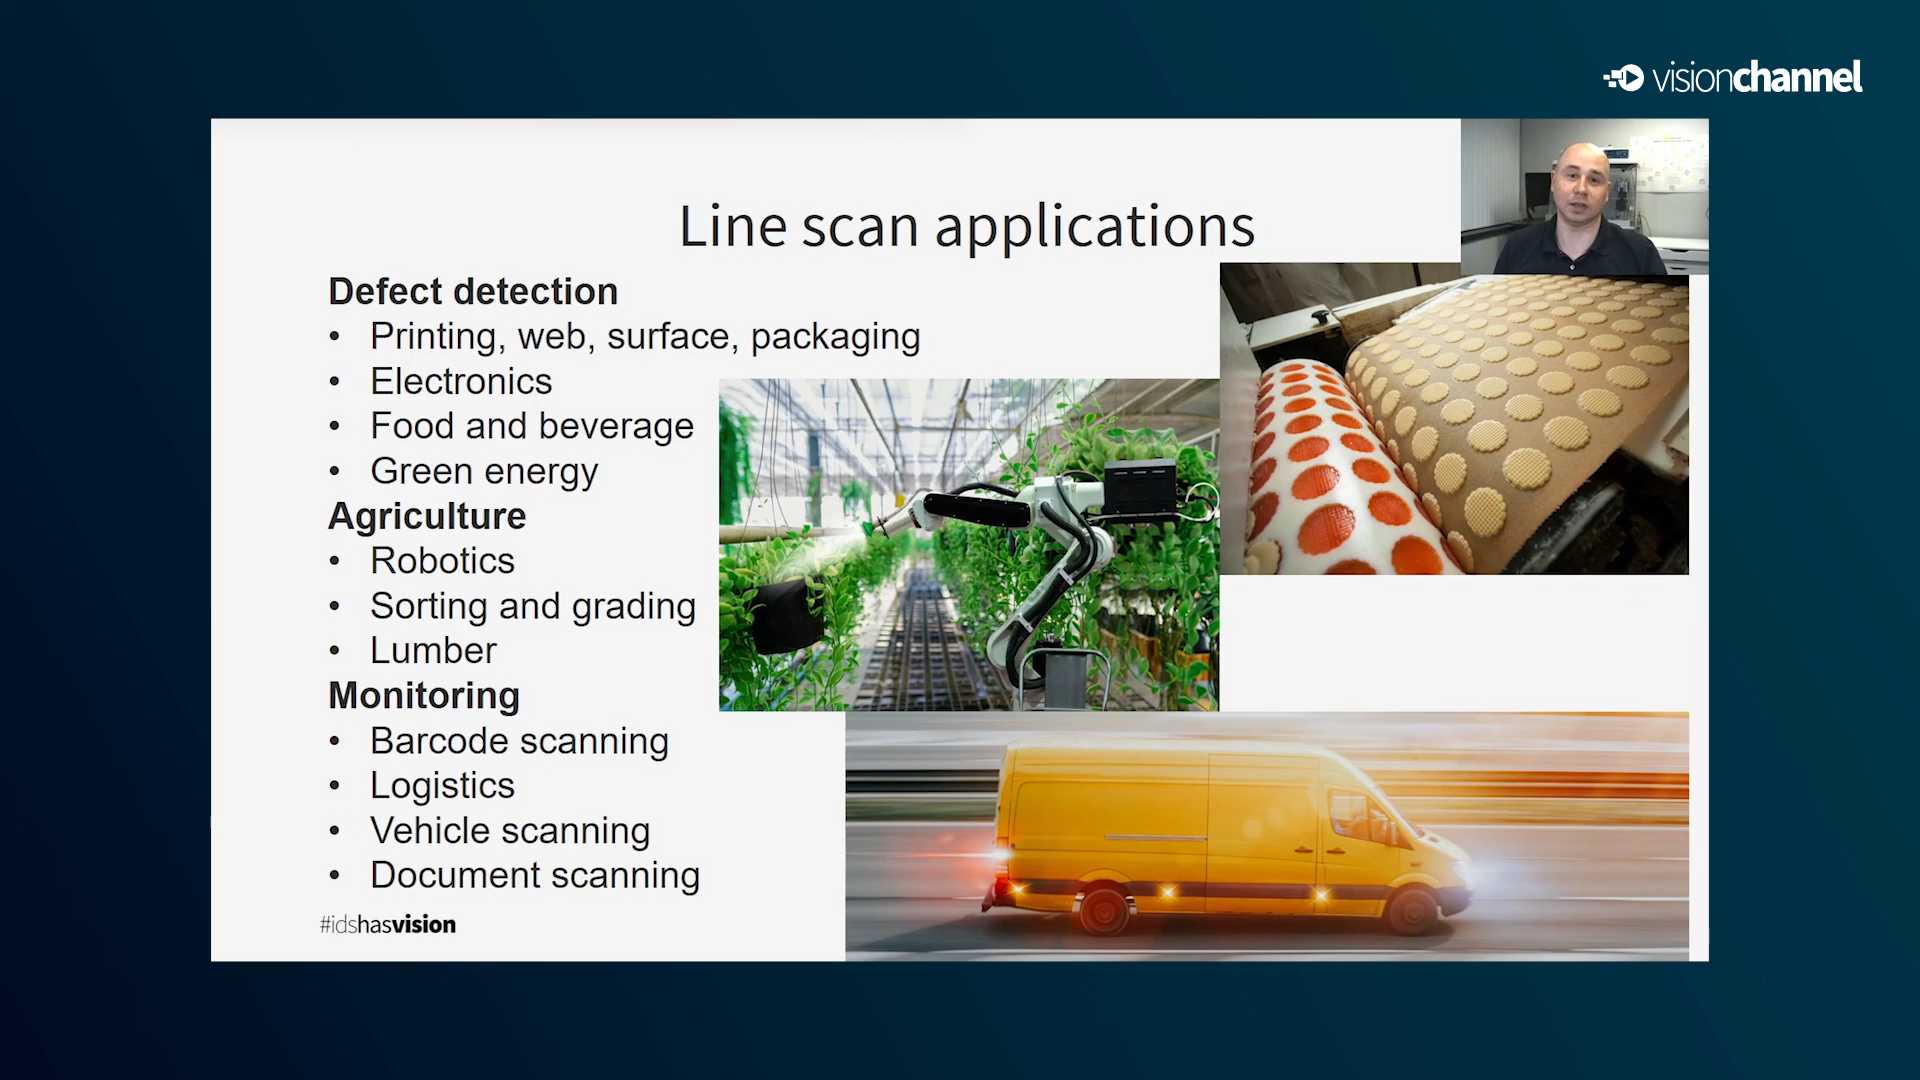 visionchannel
Line scan applications
Defect detection
• Printing, web, surface, packaging
• Electronics
• Food and beverage
• Green energy
Agriculture
• Robotics
• Sorting and grading
• Lumber
Monitoring
• Barcode scanning
• Logistics
• Vehicle scanning
• Document scanning
#idshasvision